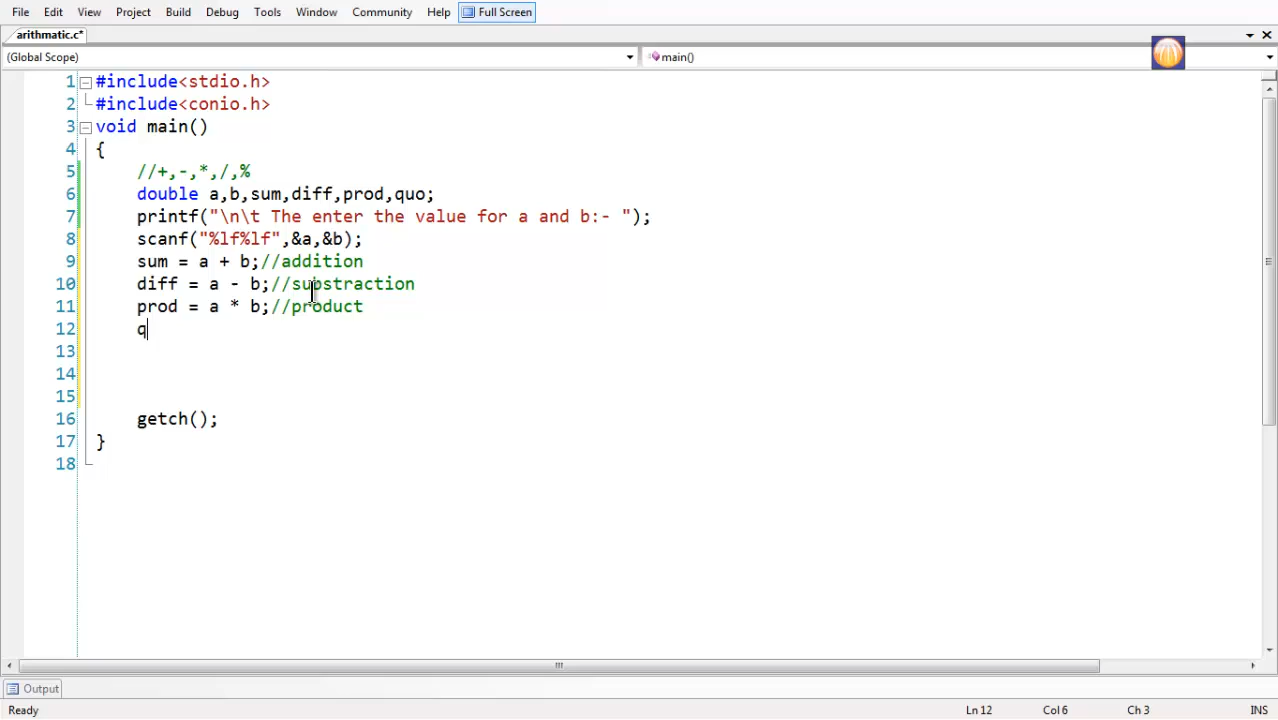 File Edit View Project Build Debug Tools Window Community Help Full Screen
arithmatic.c*
(Global Scope) main()
1 #include<stdio.h>
2 #include<conio.h>
3 void main()
4 {
5 //+,-,*,/,%
6 double a,b,sum,diff,prod,quo;
7 printf("\n\t The enter the value for a and b:- ");
8 scanf("%lf%lf",&a,&b);
9 sum = a + b;//addition
10 diff = a - b;//substraction
11 prod = a * b;//product
12 q
13
14
15
16 getch();
17 }
18
Output
Ready Ln 12 Col 6 Ch 3 INS